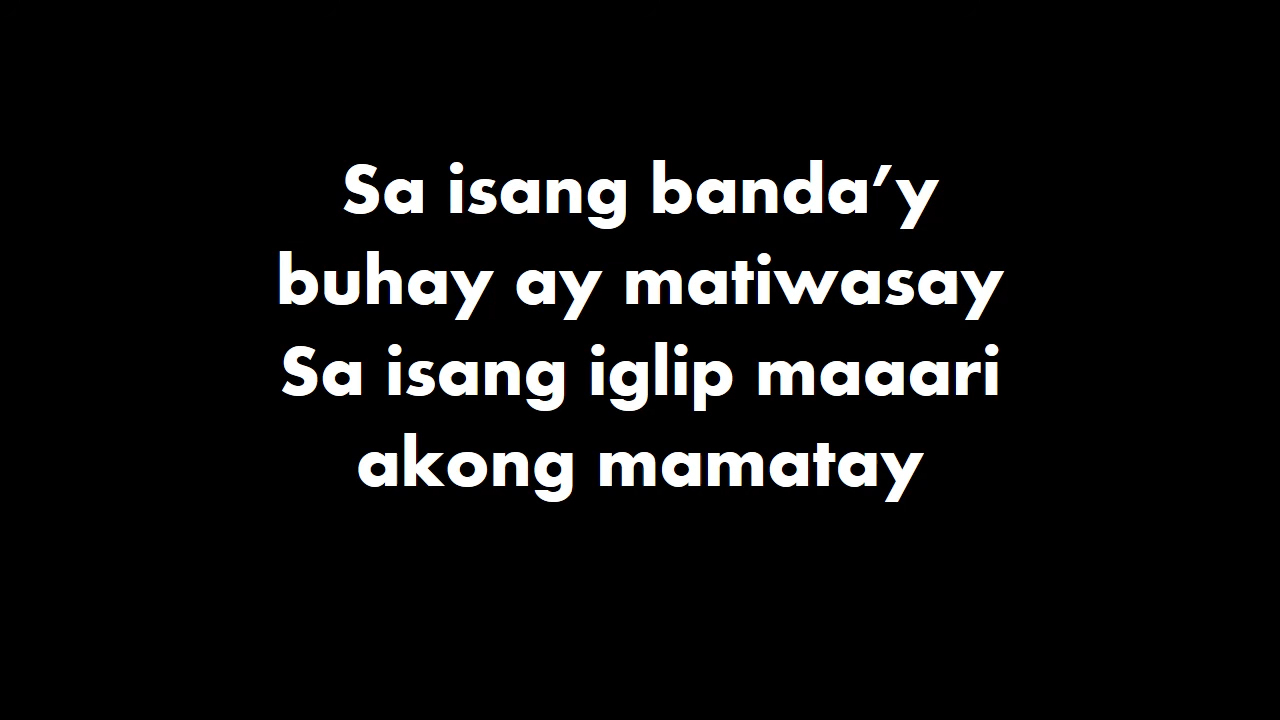 Sa isang banda’y
buhay ay matiwasay
Sa isang iglip maaari
akong mamatay